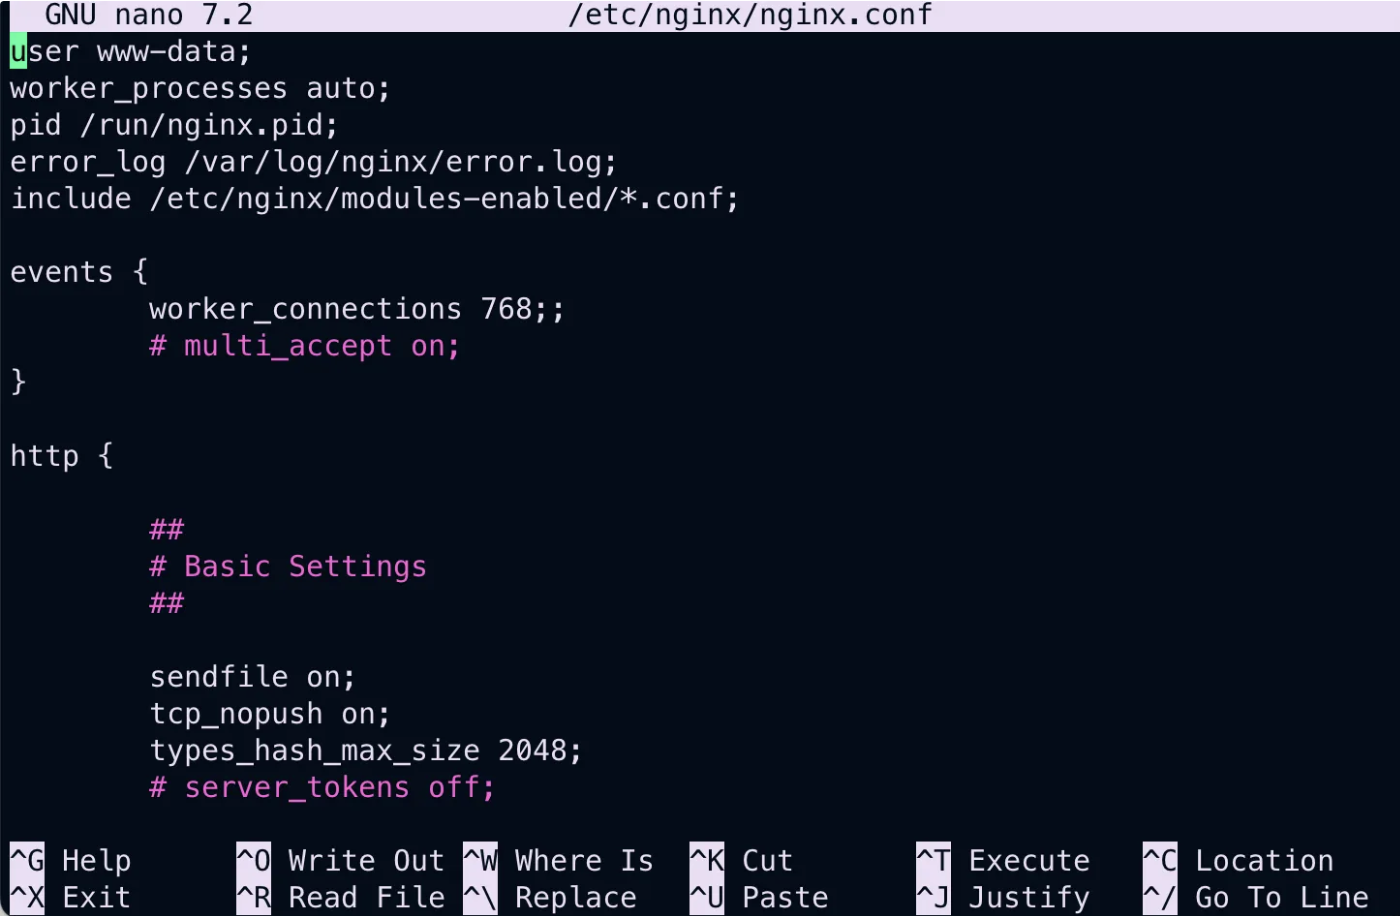 GNU nano 7.2 /etc/nginx/nginx.conf
user www-data;
worker_processes auto;
pid /run/nginx.pid;
error_log /var/log/nginx/error.log;
include /etc/nginx/modules-enabled/*.conf;
events {
worker_connections 768;;
# multi_accept on;
}
http {
##
# Basic Settings
##
sendfile on;
tcp_nopush on;
types_hash_max_size 2048;
# server_tokens off;
^G Help ^O Write Out ^W Where Is ^K Cut ^T Execute ^C Location
^X Exit ^R Read File ^\ Replace ^U Paste ^J Justify ^/ Go To Line